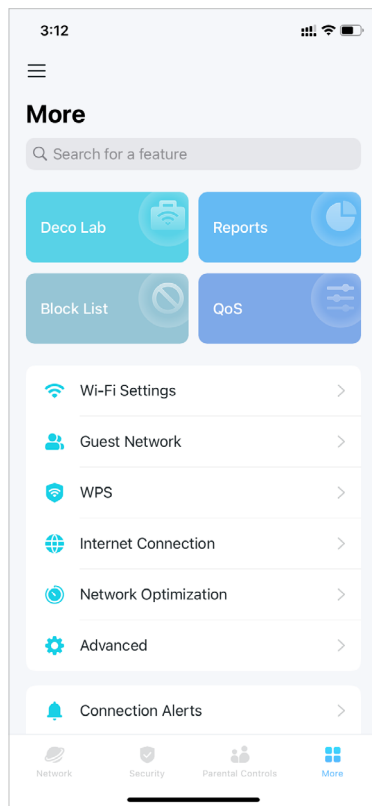 3:12
More
Search for a feature
Deco Lab
Reports
Block List
QoS
Wi-Fi Settings
Guest Network
WPS
Internet Connection
Network Optimization
Advanced
Connection Alerts
Network
Security
Parental Controls
More